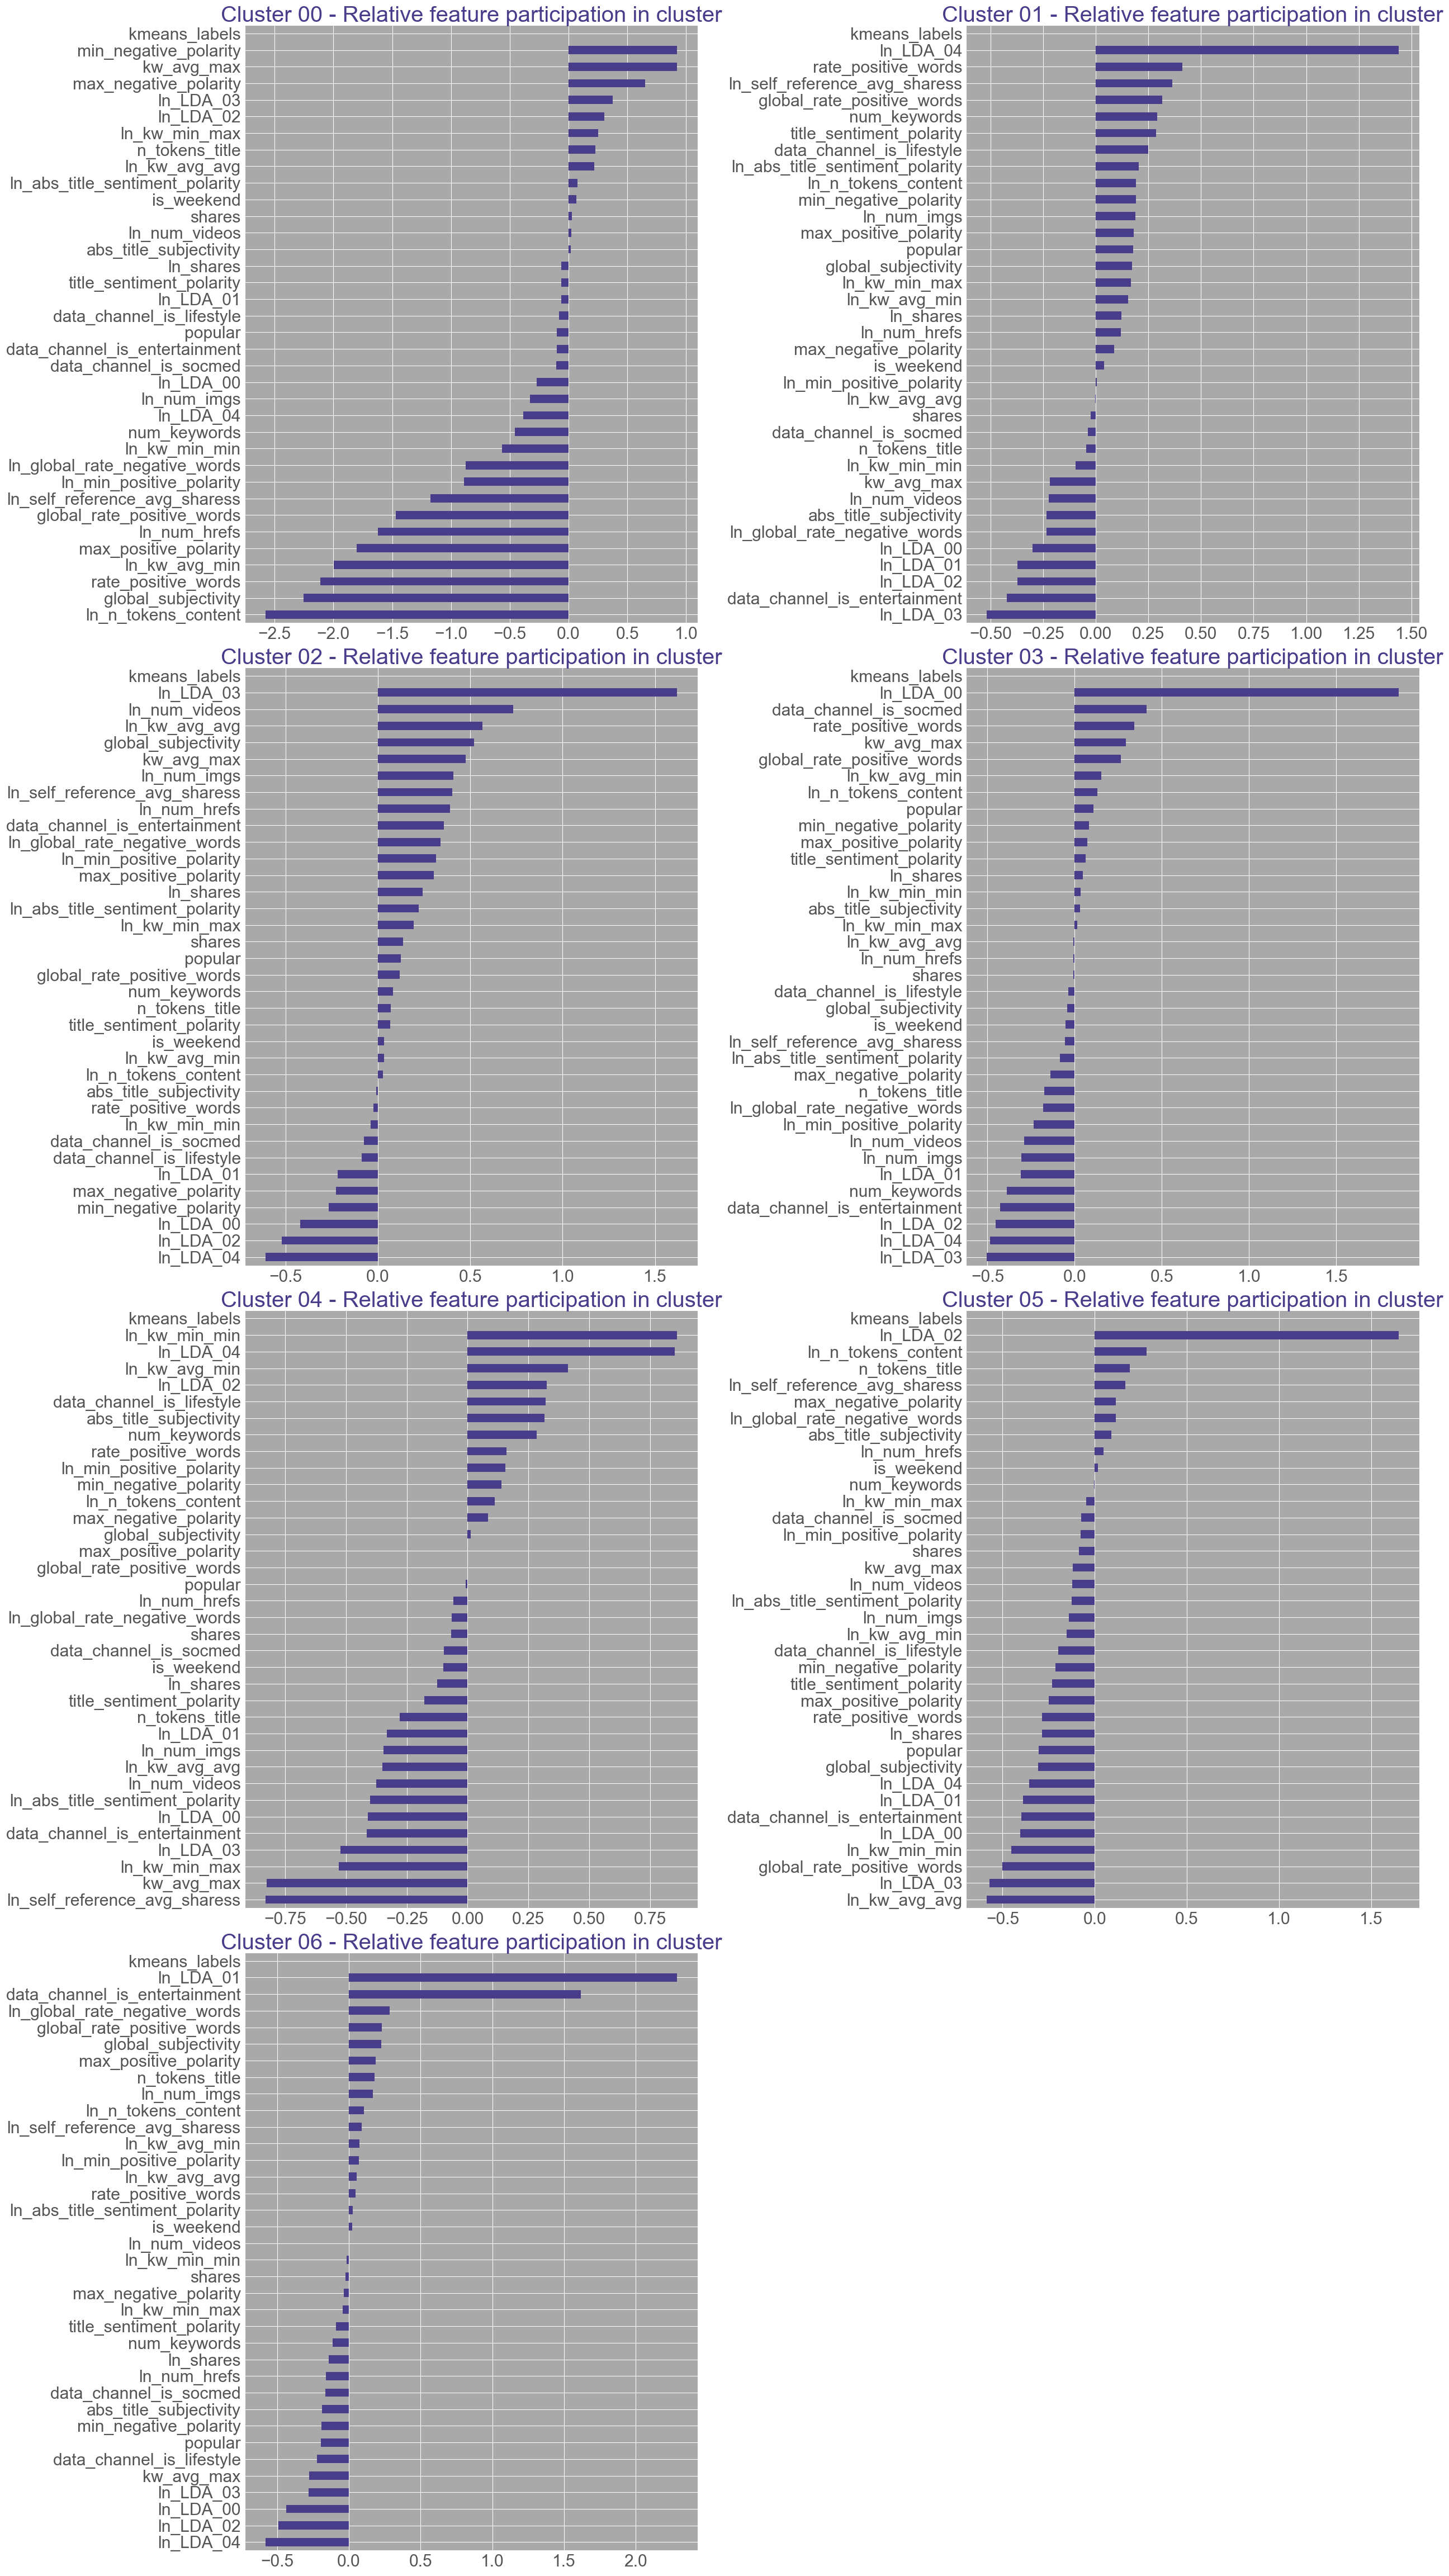 Cluster 00 - Relative feature participation in cluster
kmeans_labels
min_negative_polarity
kw_avg_max
max_negative_polarity
ln_LDA_03
ln_LDA_02
ln_kw_min_max
n_tokens_title
ln_kw_avg_avg
ln_abs_title_sentiment_polarity
is_weekend
shares
ln_num_videos
abs_title_subjectivity
ln_shares
title_sentiment_polarity
ln_LDA_01
data_channel_is_lifestyle
popular
data_channel_is_entertainment
data_channel_is_socmed
ln_LDA_00
ln_num_imgs
ln_LDA_04
num_keywords
ln_kw_min_min
ln_global_rate_negative_words
ln_min_positive_polarity
ln_self_reference_avg_sharess
global_rate_positive_words
ln_num_hrefs
max_positive_polarity
ln_kw_avg_min
rate_positive_words
global_subjectivity
ln_n_tokens_content
−2.5 −2.0 −1.5 −1.0 −0.5 0.0 0.5 1.0
Cluster 01 - Relative feature participation in cluster
kmeans_labels
ln_LDA_04
rate_positive_words
ln_self_reference_avg_sharess
global_rate_positive_words
num_keywords
title_sentiment_polarity
data_channel_is_lifestyle
ln_abs_title_sentiment_polarity
ln_n_tokens_content
min_negative_polarity
ln_num_imgs
max_positive_polarity
popular
global_subjectivity
ln_kw_min_max
ln_kw_avg_min
ln_shares
ln_num_hrefs
max_negative_polarity
is_weekend
ln_min_positive_polarity
ln_kw_avg_avg
shares
data_channel_is_socmed
n_tokens_title
ln_kw_min_min
kw_avg_max
ln_num_videos
abs_title_subjectivity
ln_global_rate_negative_words
ln_LDA_00
ln_LDA_01
ln_LDA_02
data_channel_is_entertainment
ln_LDA_03
−0.50 −0.25 0.00 0.25 0.50 0.75 1.00 1.25 1.50
Cluster 02 - Relative feature participation in cluster
kmeans_labels
ln_LDA_03
ln_num_videos
ln_kw_avg_avg
global_subjectivity
kw_avg_max
ln_num_imgs
ln_self_reference_avg_sharess
ln_num_hrefs
data_channel_is_entertainment
ln_global_rate_negative_words
ln_min_positive_polarity
max_positive_polarity
ln_shares
ln_abs_title_sentiment_polarity
ln_kw_min_max
shares
popular
global_rate_positive_words
num_keywords
n_tokens_title
title_sentiment_polarity
is_weekend
ln_kw_avg_min
ln_n_tokens_content
abs_title_subjectivity
rate_positive_words
ln_kw_min_min
data_channel_is_socmed
data_channel_is_lifestyle
ln_LDA_01
max_negative_polarity
min_negative_polarity
ln_LDA_00
ln_LDA_02
ln_LDA_04
−0.5 0.0 0.5 1.0 1.5
Cluster 03 - Relative feature participation in cluster
kmeans_labels
ln_LDA_00
data_channel_is_socmed
rate_positive_words
kw_avg_max
global_rate_positive_words
ln_kw_avg_min
ln_n_tokens_content
popular
min_negative_polarity
max_positive_polarity
title_sentiment_polarity
ln_shares
ln_kw_min_min
abs_title_subjectivity
ln_kw_min_max
ln_kw_avg_avg
ln_num_hrefs
shares
data_channel_is_lifestyle
global_subjectivity
is_weekend
ln_self_reference_avg_sharess
ln_abs_title_sentiment_polarity
max_negative_polarity
n_tokens_title
ln_global_rate_negative_words
ln_min_positive_polarity
ln_num_videos
ln_num_imgs
ln_LDA_01
num_keywords
data_channel_is_entertainment
ln_LDA_02
ln_LDA_04
ln_LDA_03
−0.5 0.0 0.5 1.0 1.5
Cluster 04 - Relative feature participation in cluster
kmeans_labels
ln_kw_min_min
ln_LDA_04
ln_kw_avg_min
ln_LDA_02
data_channel_is_lifestyle
abs_title_subjectivity
num_keywords
rate_positive_words
ln_min_positive_polarity
min_negative_polarity
ln_n_tokens_content
max_negative_polarity
global_subjectivity
max_positive_polarity
global_rate_positive_words
popular
ln_num_hrefs
ln_global_rate_negative_words
shares
data_channel_is_socmed
is_weekend
ln_shares
title_sentiment_polarity
n_tokens_title
ln_LDA_01
ln_num_imgs
ln_kw_avg_avg
ln_num_videos
ln_abs_title_sentiment_polarity
ln_LDA_00
data_channel_is_entertainment
ln_LDA_03
ln_kw_min_max
kw_avg_max
ln_self_reference_avg_sharess
−0.75 −0.50 −0.25 0.00 0.25 0.50 0.75
Cluster 05 - Relative feature participation in cluster
kmeans_labels
ln_LDA_02
ln_n_tokens_content
n_tokens_title
ln_self_reference_avg_sharess
max_negative_polarity
ln_global_rate_negative_words
abs_title_subjectivity
ln_num_hrefs
is_weekend
num_keywords
ln_kw_min_max
data_channel_is_socmed
ln_min_positive_polarity
shares
kw_avg_max
ln_num_videos
ln_abs_title_sentiment_polarity
ln_num_imgs
ln_kw_avg_min
data_channel_is_lifestyle
min_negative_polarity
title_sentiment_polarity
max_positive_polarity
rate_positive_words
ln_shares
popular
global_subjectivity
ln_LDA_04
ln_LDA_01
data_channel_is_entertainment
ln_LDA_00
ln_kw_min_min
global_rate_positive_words
ln_LDA_03
ln_kw_avg_avg
−0.5 0.0 0.5 1.0 1.5
Cluster 06 - Relative feature participation in cluster
kmeans_labels
ln_LDA_01
data_channel_is_entertainment
ln_global_rate_negative_words
global_rate_positive_words
global_subjectivity
max_positive_polarity
n_tokens_title
ln_num_imgs
ln_n_tokens_content
ln_self_reference_avg_sharess
ln_kw_avg_min
ln_min_positive_polarity
ln_kw_avg_avg
rate_positive_words
ln_abs_title_sentiment_polarity
is_weekend
ln_num_videos
ln_kw_min_min
shares
max_negative_polarity
ln_kw_min_max
title_sentiment_polarity
num_keywords
ln_shares
ln_num_hrefs
data_channel_is_socmed
abs_title_subjectivity
min_negative_polarity
popular
data_channel_is_lifestyle
kw_avg_max
ln_LDA_03
ln_LDA_00
ln_LDA_02
ln_LDA_04
−0.5 0.0 0.5 1.0 1.5 2.0